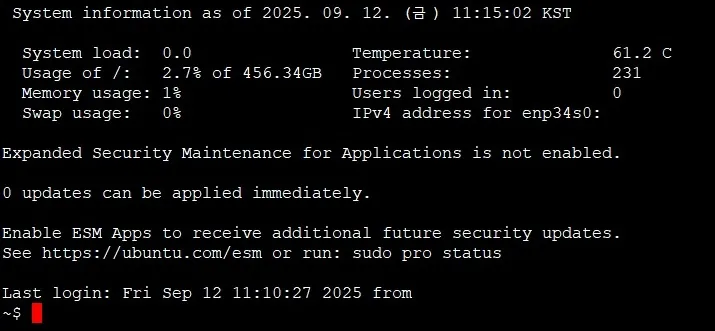 System information as of 2025. 09. 12. (금) 11:15:02 KST
System load: 0.0 Temperature: 61.2 C
Usage of /: 2.7% of 456.34GB Processes: 231
Memory usage: 1% Users logged in: 0
Swap usage: 0% IPv4 address for enp34s0:
Expanded Security Maintenance for Applications is not enabled.
0 updates can be applied immediately.
Enable ESM Apps to receive additional future security updates.
See https://ubuntu.com/esm or run: sudo pro status
Last login: Fri Sep 12 11:10:27 2025 from
~$